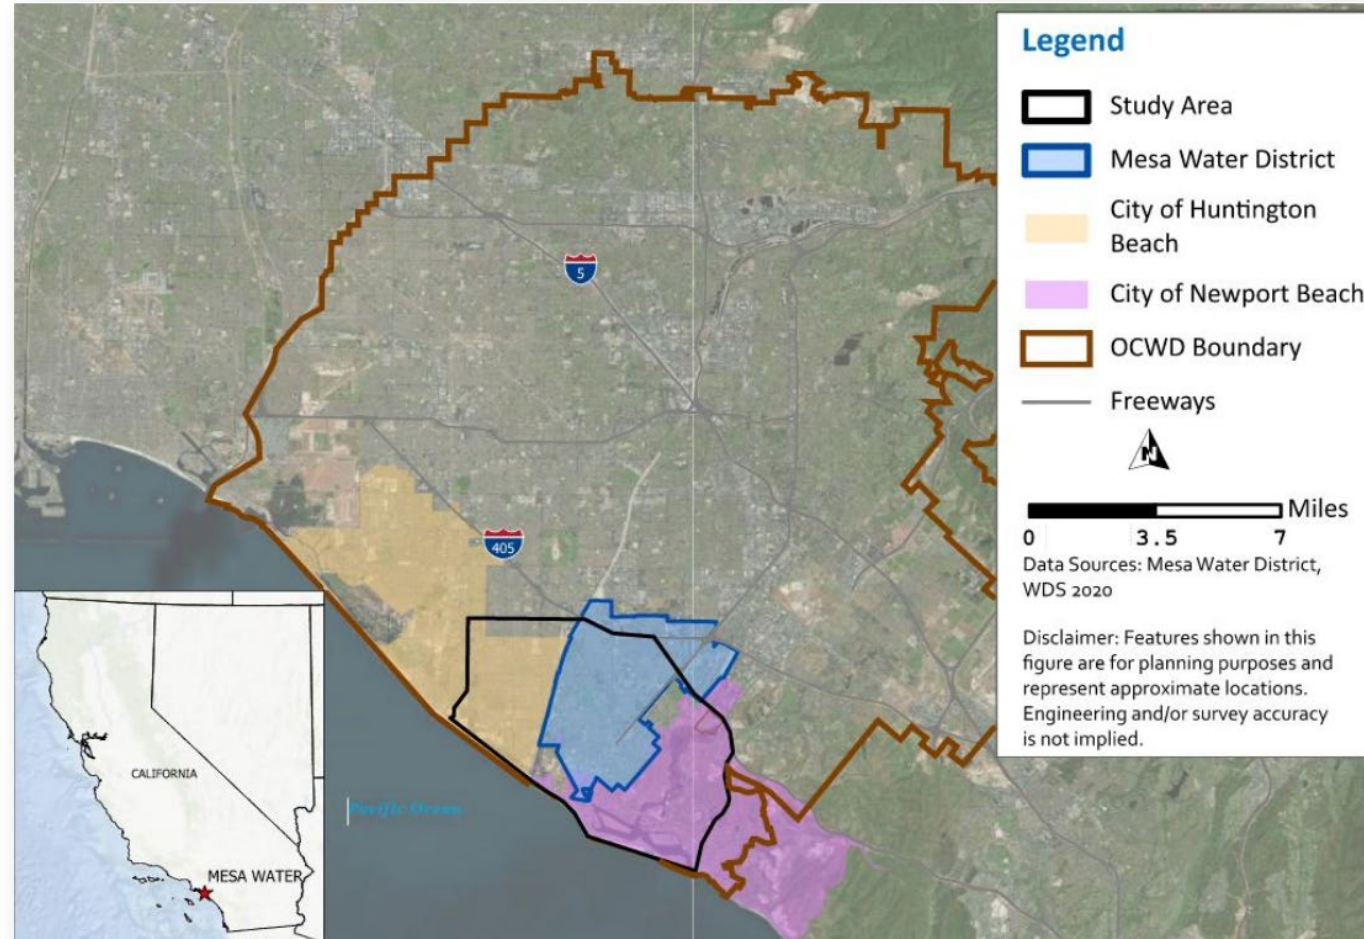 Legend
Study Area
Mesa Water District
City of Huntington
Beach
City of Newport Beach
OCWD Boundary
Freeways
N
Miles
0 3.5 7
Data Sources: Mesa Water District,
WDS 2020
Disclaimer: Features shown in this
figure are for planning purposes and
represent approximate locations.
Engineering and/or survey accuracy
is not implied.
5
405
Pacific Ocean
CALIFORNIA
MESA WATER